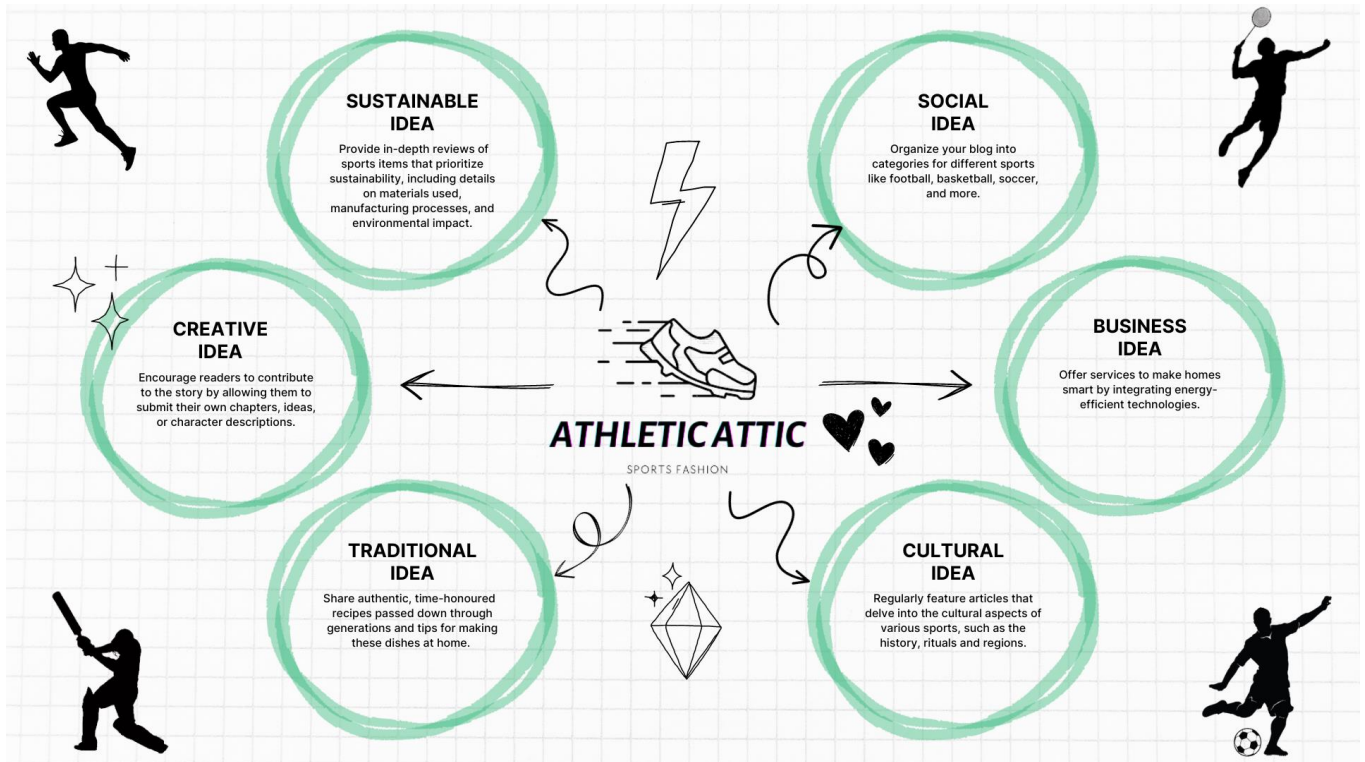 SUSTAINABLE
IDEA
Provide in-depth reviews of
sports items that prioritize
sustainability, including details
on materials used,
manufacturing processes, and
environmental impact.
SOCIAL
IDEA
Organize your blog into
categories for different sports
like football, basketball, soccer,
and more.
CREATIVE
IDEA
Encourage readers to contribute
to the story by allowing them to
submit their own chapters, ideas,
or character descriptions.
BUSINESS
IDEA
Offer services to make homes
smart by integrating energy-
efficient technologies.
ATHLETIC ATTIC
SPORTS FASHION
TRADITIONAL
IDEA
Share authentic, time-honoured
recipes passed down through
generations and tips for making
these dishes at home.
CULTURAL
IDEA
Regularly feature articles that
delve into the cultural aspects of
various sports, such as the
history, rituals and regions.